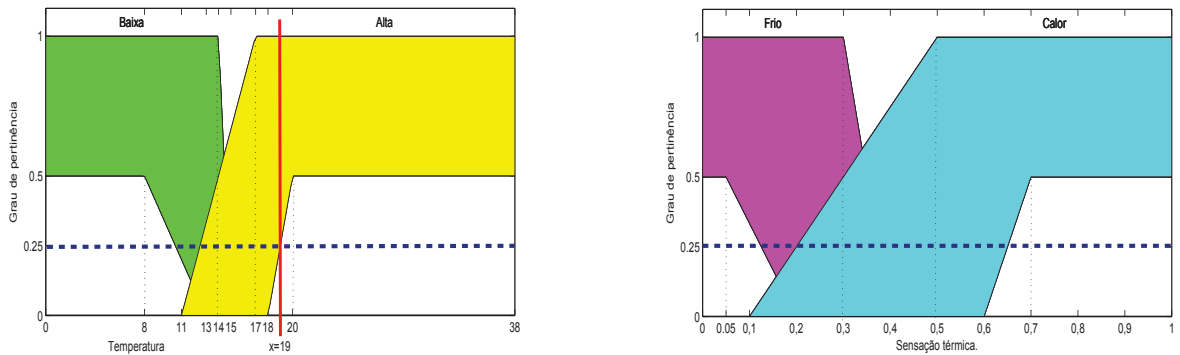 Baixa Alta
1
0.5
0.25
0
Grau de pertinência
0 8 11 13 14 15 17 18 20 38
Temperatura x=19
Frio Calor
1
0.5
0.25
0
Grau de pertinência
0 0.05 0,1 0,2 0,3 0,5 0,6 0,7 0,8 0,9 1
Sensação térmica.